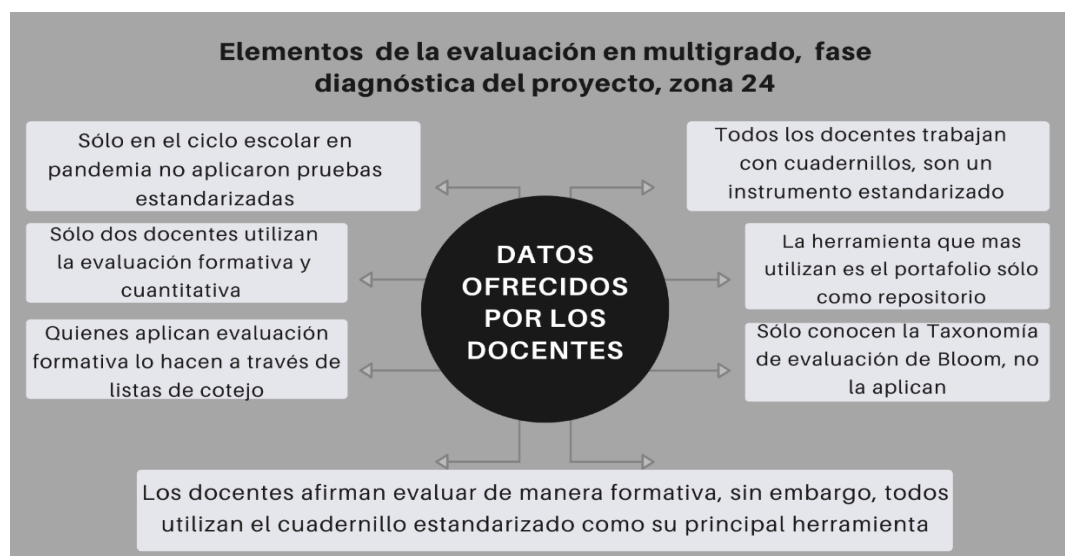 Elementos de la evaluación en multigrado, fase
diagnóstica del proyecto, zona 24
Sólo en el ciclo escolar en
pandemia no aplicaron pruebas
estandarizadas
Sólo dos docentes utilizan
la evaluación formativa y
cuantitativa
Quienes aplican evaluación
formativa lo hacen a través de
listas de cotejo
DATOS
OFRECIDOS
POR LOS
DOCENTES
Todos los docentes trabajan
con cuadernillos, son un
instrumento estandarizado
La herramienta que mas
utilizan es el portafolio sólo
como repositorio
Sólo conocen la Taxonomía
de evaluación de Bloom, no
la aplican
Los docentes afirman evaluar de manera formativa, sin embargo, todos
utilizan el cuadernillo estandarizado como su principal herramienta